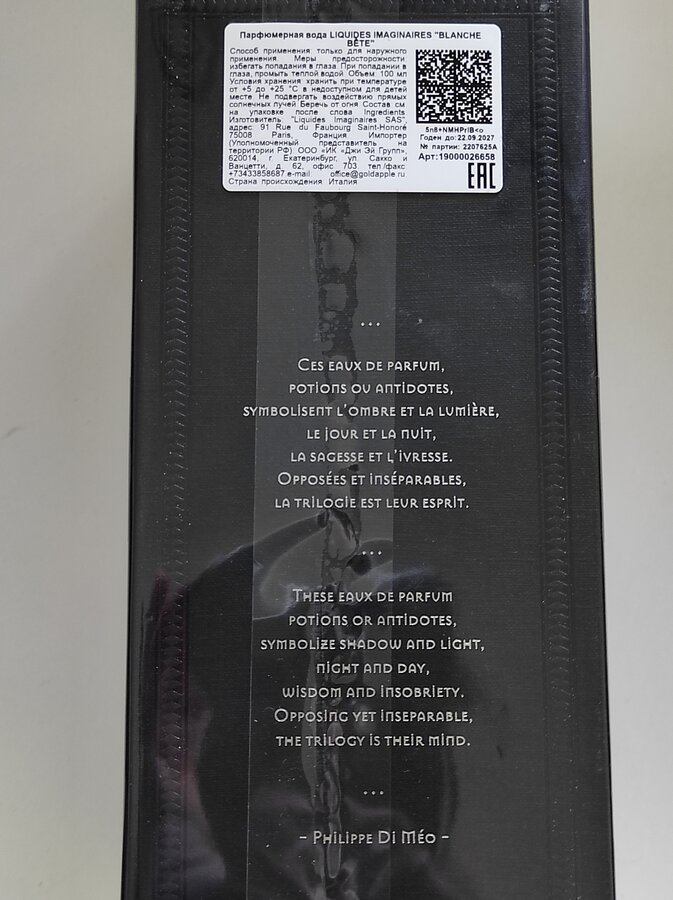 Парфюмерная вода LIQUIDES IMAGINAIRES "BLANCHE
BÊTE"
Способ применения: только для наружного
применения. Меры предосторожности:
избегать попадания в глаза. При попадании в
глаза, промыть теплой водой. Объем: 100 мл
Условия хранения: хранить при температуре
от +5 до +25 °C в недоступном для детей
месте. Не подвергать воздействию прямых
солнечных лучей. Беречь от огня. Состав: см.
на упаковке после слова Ingredients.
Изготовитель: "Liquides Imaginaires SAS",
адрес: 91 Rue du Faubourg Saint-Honoré
75008 Paris, Франция Импортер
(Уполномоченный представитель на
территории РФ): ООО «ИК «Джи Эй Групп»,
620014, г. Екатеринбург, ул. Сакко и
Ванцетти, д. 62, офис 703 тел./факс
+73433858687 e-mail: office@goldapple.ru
Страна происхождения: Италия
5n8+NMHPrIB<o
Годен до: 22.09.2027
№ партии: 2207625A
Арт: 19000026658
EAC
...
Ces eaux de parfum,
potions ou antidotes,
symbolisent l'ombre et la lumière,
le jour et la nuit,
la sagesse et l'ivresse.
Opposées et inséparables,
la trilogie est leur esprit.
...
These eaux de parfum
potions or antidotes,
symbolize shadow and light,
night and day,
wisdom and insobriety.
Opposing yet inseparable,
the trilogy is their mind.
...
- Philippe Di Méo -